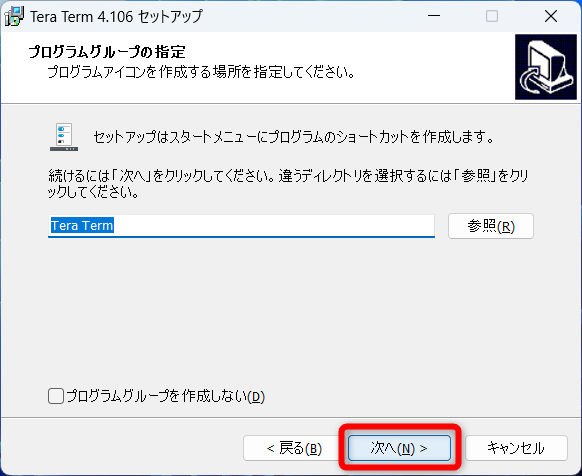 Tera Term 4.106 セットアップ
プログラムグループの指定
プログラムアイコンを作成する場所を指定してください。
セットアップはスタートメニューにプログラムのショートカットを作成します。
続けるには「次へ」をクリックしてください。違うディレクトリを選択するには「参照」をクリ
ックしてください。
Tera Term
参照(R)
プログラムグループを作成しない(D)
< 戻る(B)
次へ(N) >
キャンセル